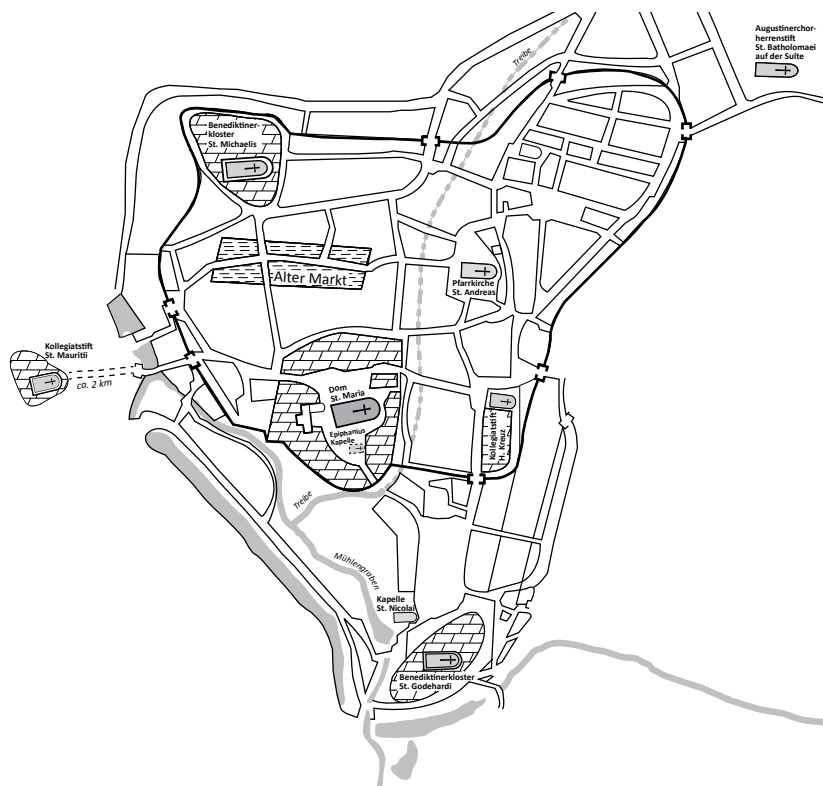 Augustinerchor-
herrenstift
St. Batholomaei
auf der Sulte
Treibe
Benediktiner-
kloster
St. Michaelis
Alter Markt
Pfarrkirche
St. Andreas
Kollegiatstift
St. Mauritii
ca. 2 km
Dom
St. Maria
Epiphanius
Kapelle
Kollegiatstift
H. Kreuz
Treibe
Mühlengraben
Kapelle
St. Nicolai
Benediktinerkloster
St. Godehardi